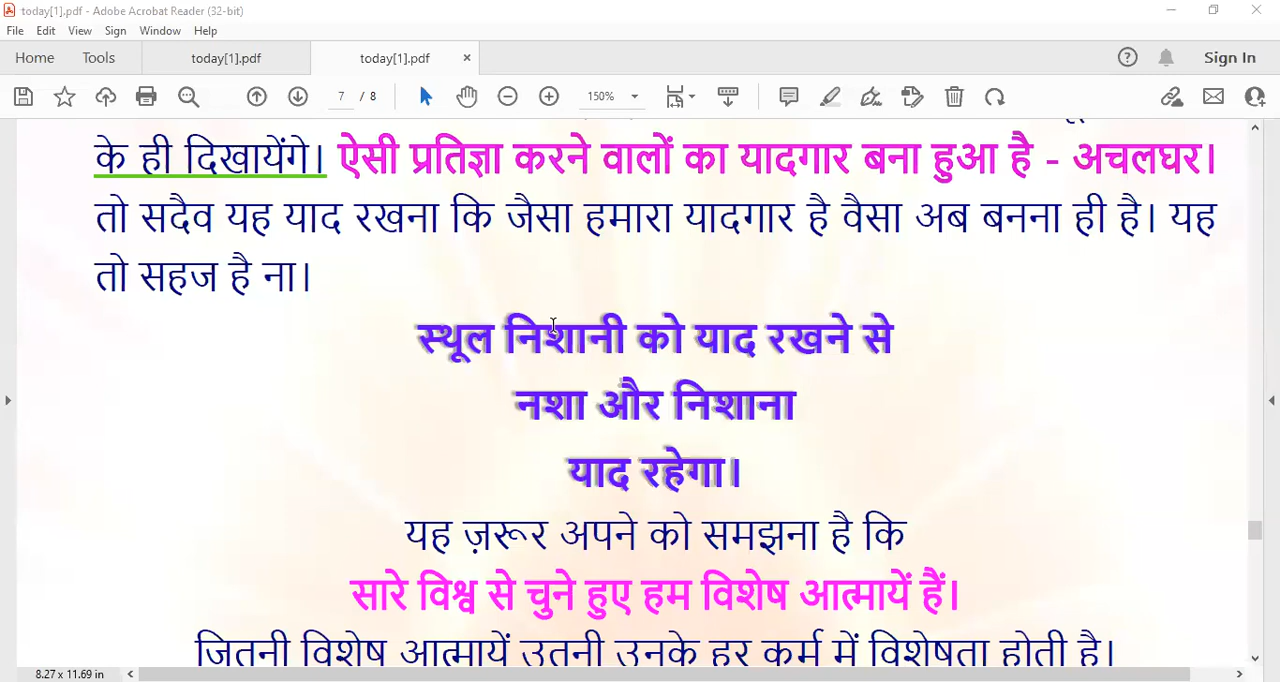 today[1].pdf - Adobe Acrobat Reader (32-bit)
File Edit View Sign Window Help
Home Tools today[1].pdf today[1].pdf × Sign In
7 / 8 150%
के ही दिखायेंगे। ऐसी प्रतिज्ञा करने वालों का यादगार बना हुआ है - अचलघर।
तो सदैव यह याद रखना कि जैसा हमारा यादगार है वैसा अब बनना ही है। यह
तो सहज है ना।
स्थूल निशानी को याद रखने से
नशा और निशाना
याद रहेगा।
यह ज़रूर अपने को समझना है कि
सारे विश्व से चुने हुए हम विशेष आत्मायें हैं।
जितनी विशेष आत्मायें उतनी उनके हर कर्म में विशेषता होती है।
8.27 x 11.69 in